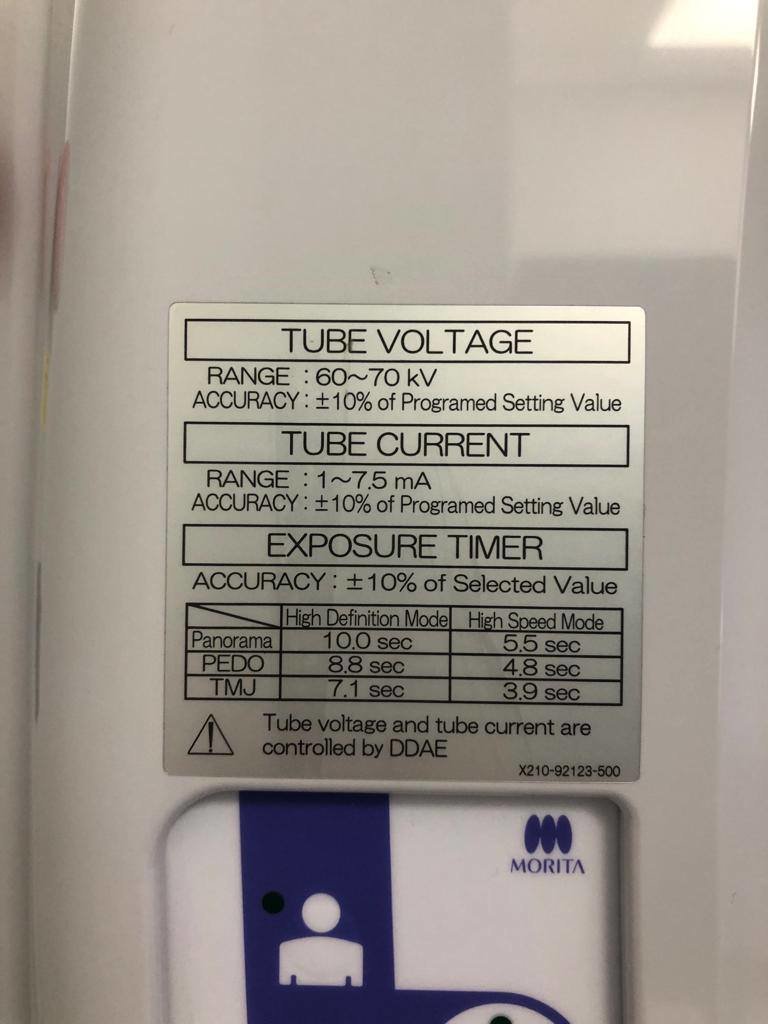 TUBE VOLTAGE
RANGE : 60～70 kV
ACCURACY : ±10% of Programed Setting Value
TUBE CURRENT
RANGE : 1～7.5 mA
ACCURACY : ±10% of Programed Setting Value
EXPOSURE TIMER
ACCURACY : ±10% of Selected Value
High Definition Mode High Speed Mode
Panorama 10.0 sec 5.5 sec
PEDO 8.8 sec 4.8 sec
TMJ 7.1 sec 3.9 sec
Tube voltage and tube current are
controlled by DDAE
X210-92123-500
MORITA